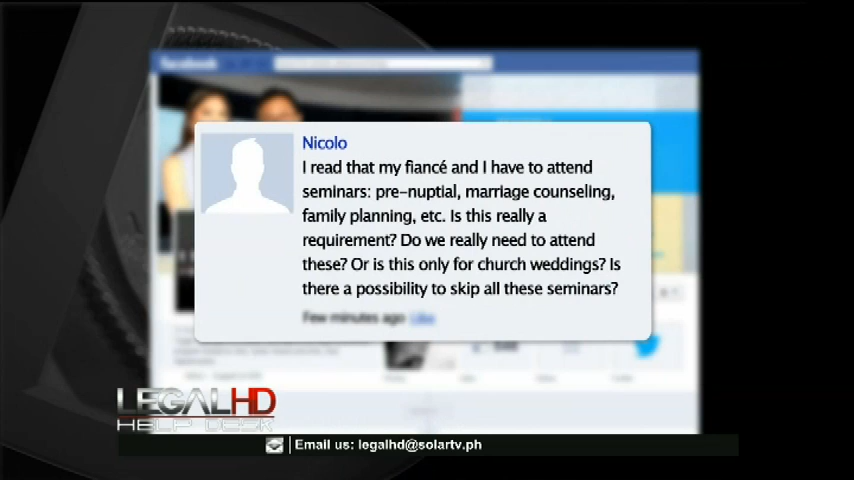 facebook
Nicolo
I read that my fiancé and I have to attend
seminars: pre-nuptial, marriage counseling,
family planning, etc. Is this really a
requirement? Do we really need to attend
these? Or is this only for church weddings? Is
there a possibility to skip all these seminars?
Few minutes ago Like
LEGALHD
HELP DESK
Email us: legalhd@solartv.ph